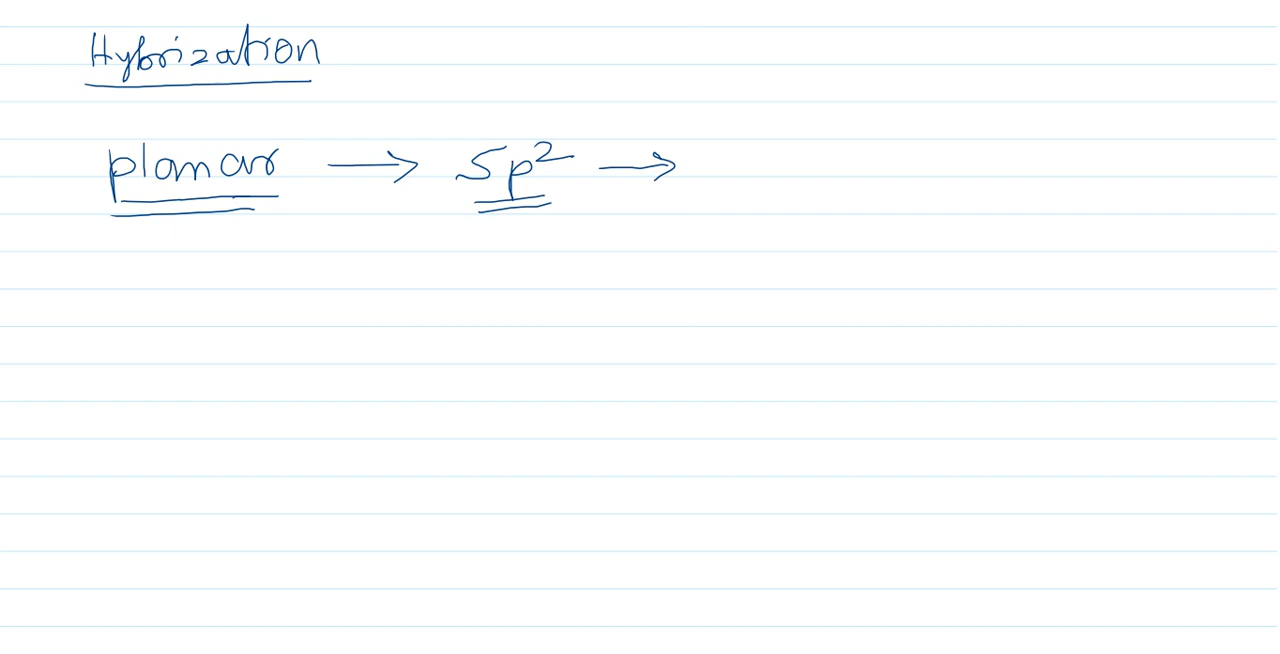 Hybrization
planar → sp² →